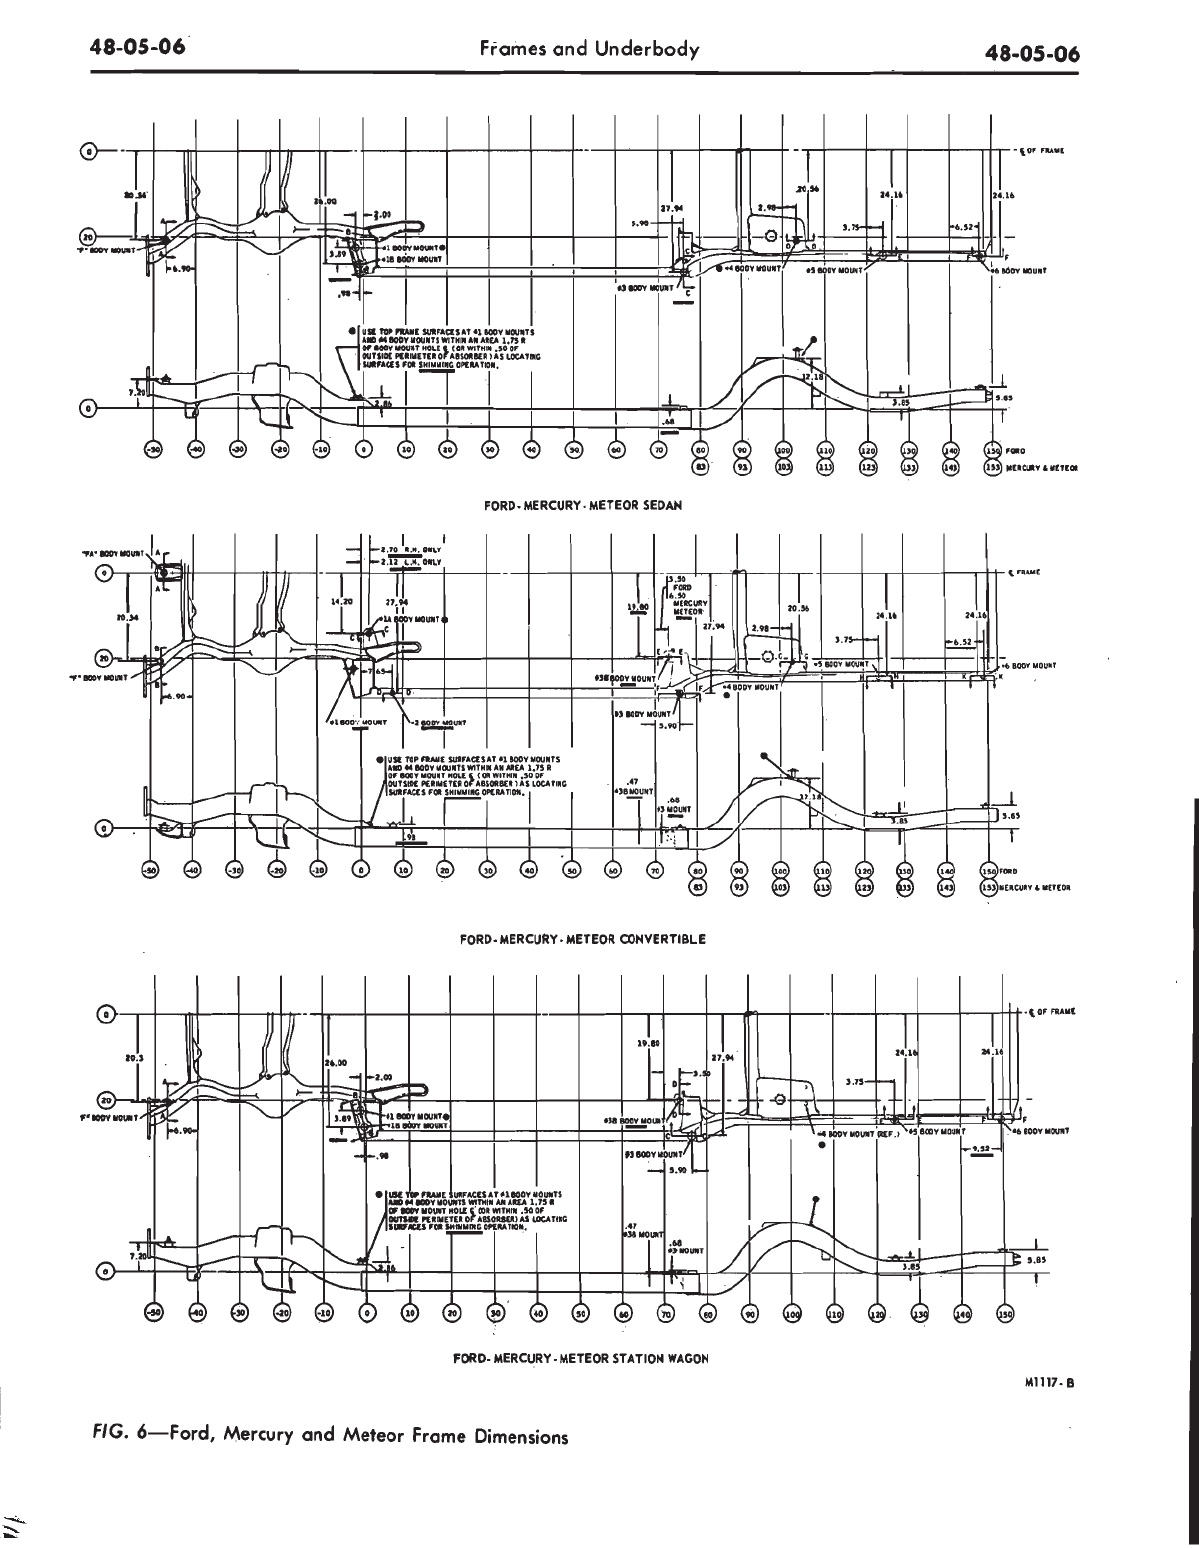 48-05-06
Frames and Underbody
48-05-06
0
℄ OF FRAME
20.34
26.00
2.00
27.94
5.90
2.98
20.56
24.16
24.16
3.75
6.52
20
A
"F" BODY MOUNT
A
6.90
B
3.89
#1 BODY MOUNT●
#1B BODY MOUNT
.98
C
C
D
D
F
#3 BODY MOUNT
● #4 BODY MOUNT
#5 BODY MOUNT
#6 BODY MOUNT
● USE TOP FRAME SURFACES AT #1 BODY MOUNTS
AND #4 BODY MOUNTS WITHIN AN AREA 1.75 R
OF BODY MOUNT HOLE ℄ (OR WITHIN .50 OF
OUTSIDE PERIMETER OF ABSORBER) AS LOCATING
SURFACES FOR SHIMMING OPERATION.
7.20
2.86
.68
12.18
3.85
5.85
0
-50 -40 -30 -20 -10 0 10 20 30 40 50 60 70 80 90 100 110 120 130 140 150 FORD
83 93 103 113 123 133 143 153 MERCURY & METEOR
FORD-MERCURY-METEOR SEDAN
"FA" BODY MOUNT
A
A
0
2.70 R.H. ONLY
2.12 L.H. ONLY
℄ FRAME
20.34
14.20
27.94
#1A BODY MOUNT●
C
C
19.80
3.50
FORD
6.50
MERCURY
METEOR
27.94
2.98
20.56
24.16
24.16
3.75
6.52
20
B
"F" BODY MOUNT
B
6.90
7.65
D
D
E
E
#3B BODY MOUNT
F
F
G
G
#4 BODY MOUNT
#5 BODY MOUNT
H
H
K
K
#6 BODY MOUNT
#1 BODY MOUNT
#2 BODY MOUNT
#3 BODY MOUNT
5.90
● USE TOP FRAME SURFACES AT #1 BODY MOUNTS
AND #4 BODY MOUNTS WITHIN AN AREA 1.75 R
OF BODY MOUNT HOLE ℄ (OR WITHIN .50 OF
OUTSIDE PERIMETER OF ABSORBER) AS LOCATING
SURFACES FOR SHIMMING OPERATION.
.47
#3B MOUNT
.68
#3 MOUNT
.98
12.18
3.85
5.85
0
-50 -40 -30 -20 -10 0 10 20 30 40 50 60 70 80 90 100 110 120 130 140 150 FORD
83 93 103 113 123 133 143 153 MERCURY & METEOR
FORD-MERCURY-METEOR CONVERTIBLE
0
℄ OF FRAME
20.3
26.00
2.00
19.80
27.94
3.50
24.16
24.16
3.75
20
A
"F" BODY MOUNT
A
6.90
B
3.89
#1 BODY MOUNT●
#1B BODY MOUNT
.98
D
D
#3B BODY MOUNT
C
C
#3 BODY MOUNT
5.90
#4 BODY MOUNT (REF.)
●
E
E
#5 BODY MOUNT
F
F
#6 BODY MOUNT
9.52
● USE TOP FRAME SURFACES AT #1 BODY MOUNTS
AND #4 BODY MOUNTS WITHIN AN AREA 1.75 R
OF BODY MOUNT HOLE ℄ (OR WITHIN .50 OF
OUTSIDE PERIMETER OF ABSORBER) AS LOCATING
SURFACES FOR SHIMMING OPERATION.
7.20
2.86
.47
#3B MOUNT
.68
#3 MOUNT
3.85
5.85
0
-50 -40 -30 -20 -10 0 10 20 30 40 50 60 70 80 90 100 110 120 130 140 150
FORD-MERCURY-METEOR STATION WAGON
M1117-B
FIG. 6—Ford, Mercury and Meteor Frame Dimensions